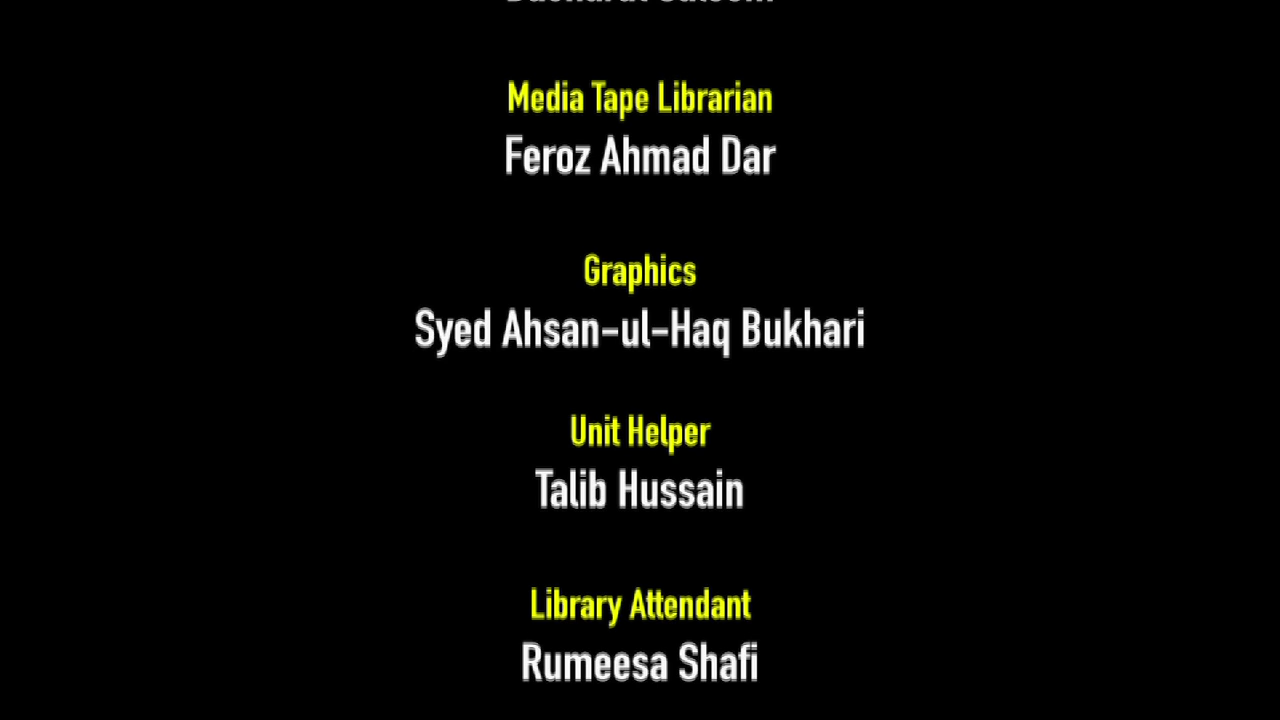 Media Tape Librarian
Feroz Ahmad Dar
Graphics
Syed Ahsan-ul-Haq Bukhari
Unit Helper
Talib Hussain
Library Attendant
Rumeesa Shafi